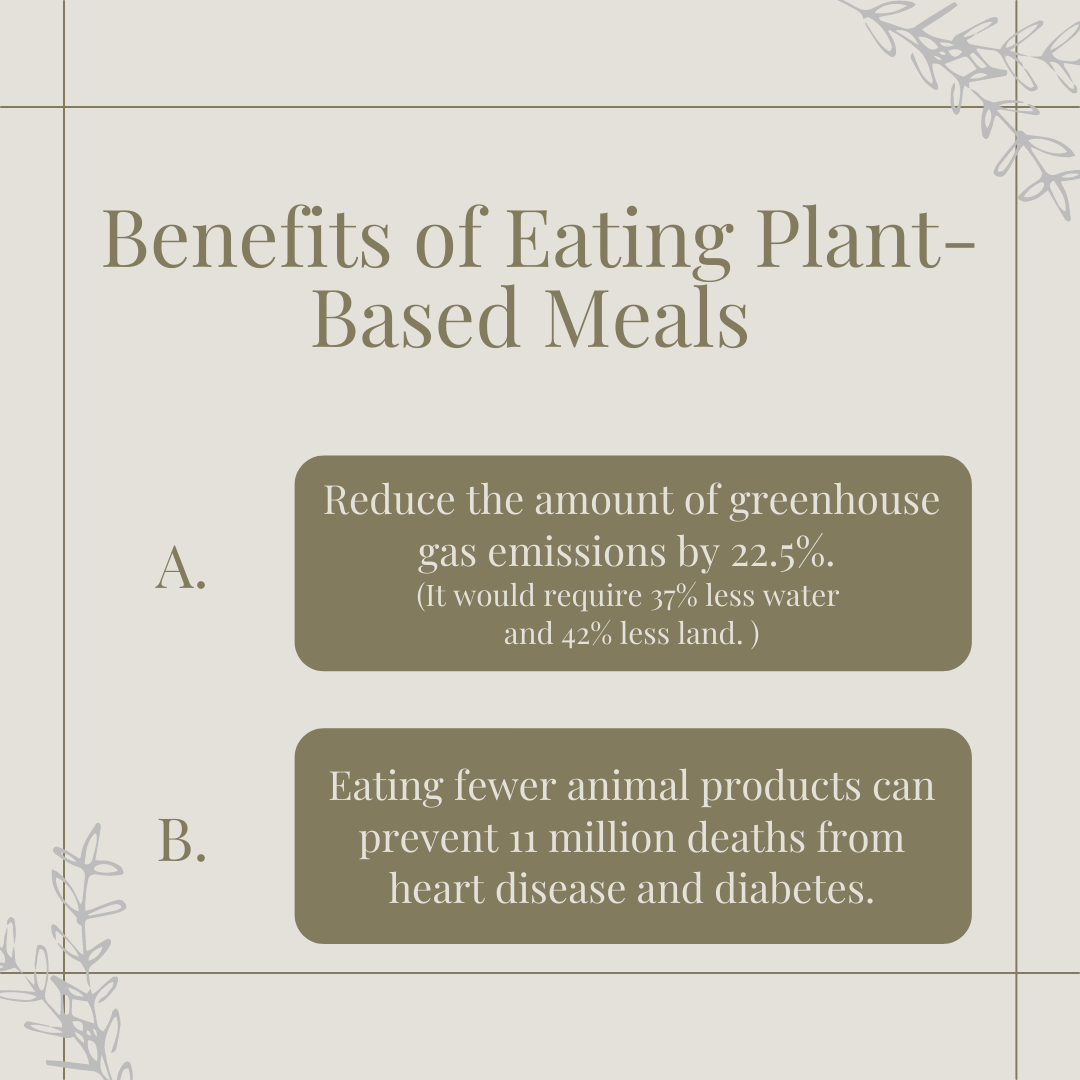 Benefits of Eating Plant-
Based Meals
A.
Reduce the amount of greenhouse
gas emissions by 22.5%.
(It would require 37% less water
and 42% less land. )
B.
Eating fewer animal products can
prevent 11 million deaths from
heart disease and diabetes.